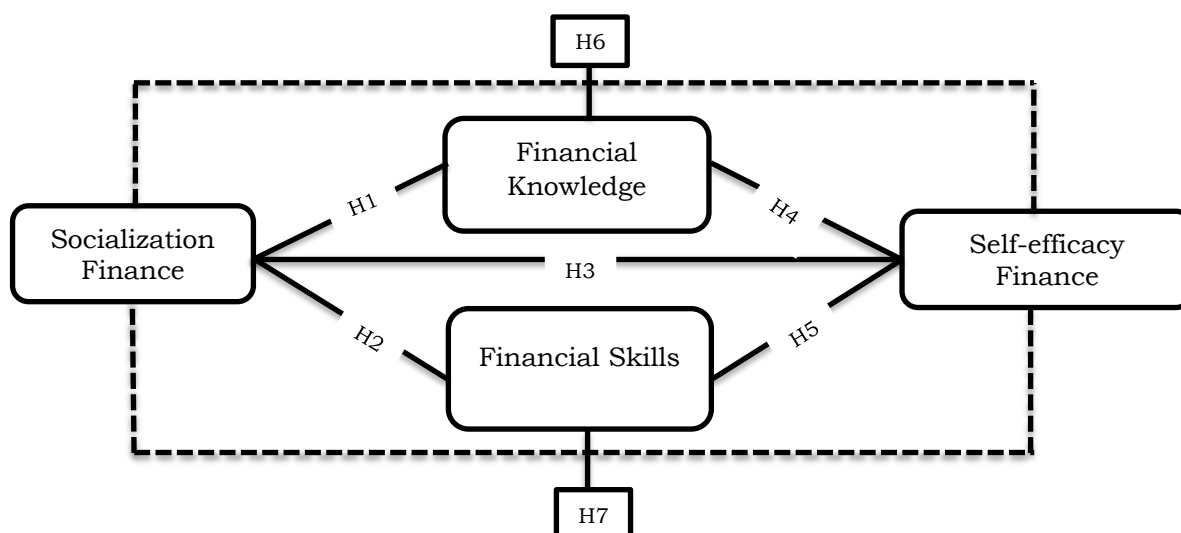 H6
Financial
Knowledge
H1
H4
Socialization
Finance
H3
Self-efficacy
Finance
H2
Financial Skills
H5
H7